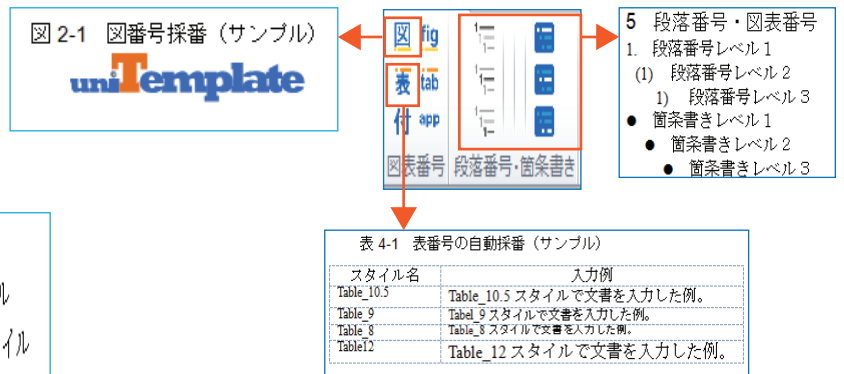 図 2-1 図番号採番（サンプル）
uniTemplate
図 fig
表 tab
付 app
図表番号 段落番号・箇条書き
5 段落番号・図表番号
1. 段落番号レベル１
(1) 段落番号レベル２
1) 段落番号レベル３
● 箇条書きレベル１
● 箇条書きレベル２
● 箇条書きレベル３
ル
イル
表 4-1 表番号の自動採番（サンプル）
スタイル名 入力例
Table_10.5 Table_10.5 スタイルで文書を入力した例。
Table_9 Tabel_9 スタイルで文書を入力した例。
Table_8 Table_8 スタイルで文書を入力した例。
Table12 Table_12 スタイルで文書を入力した例。